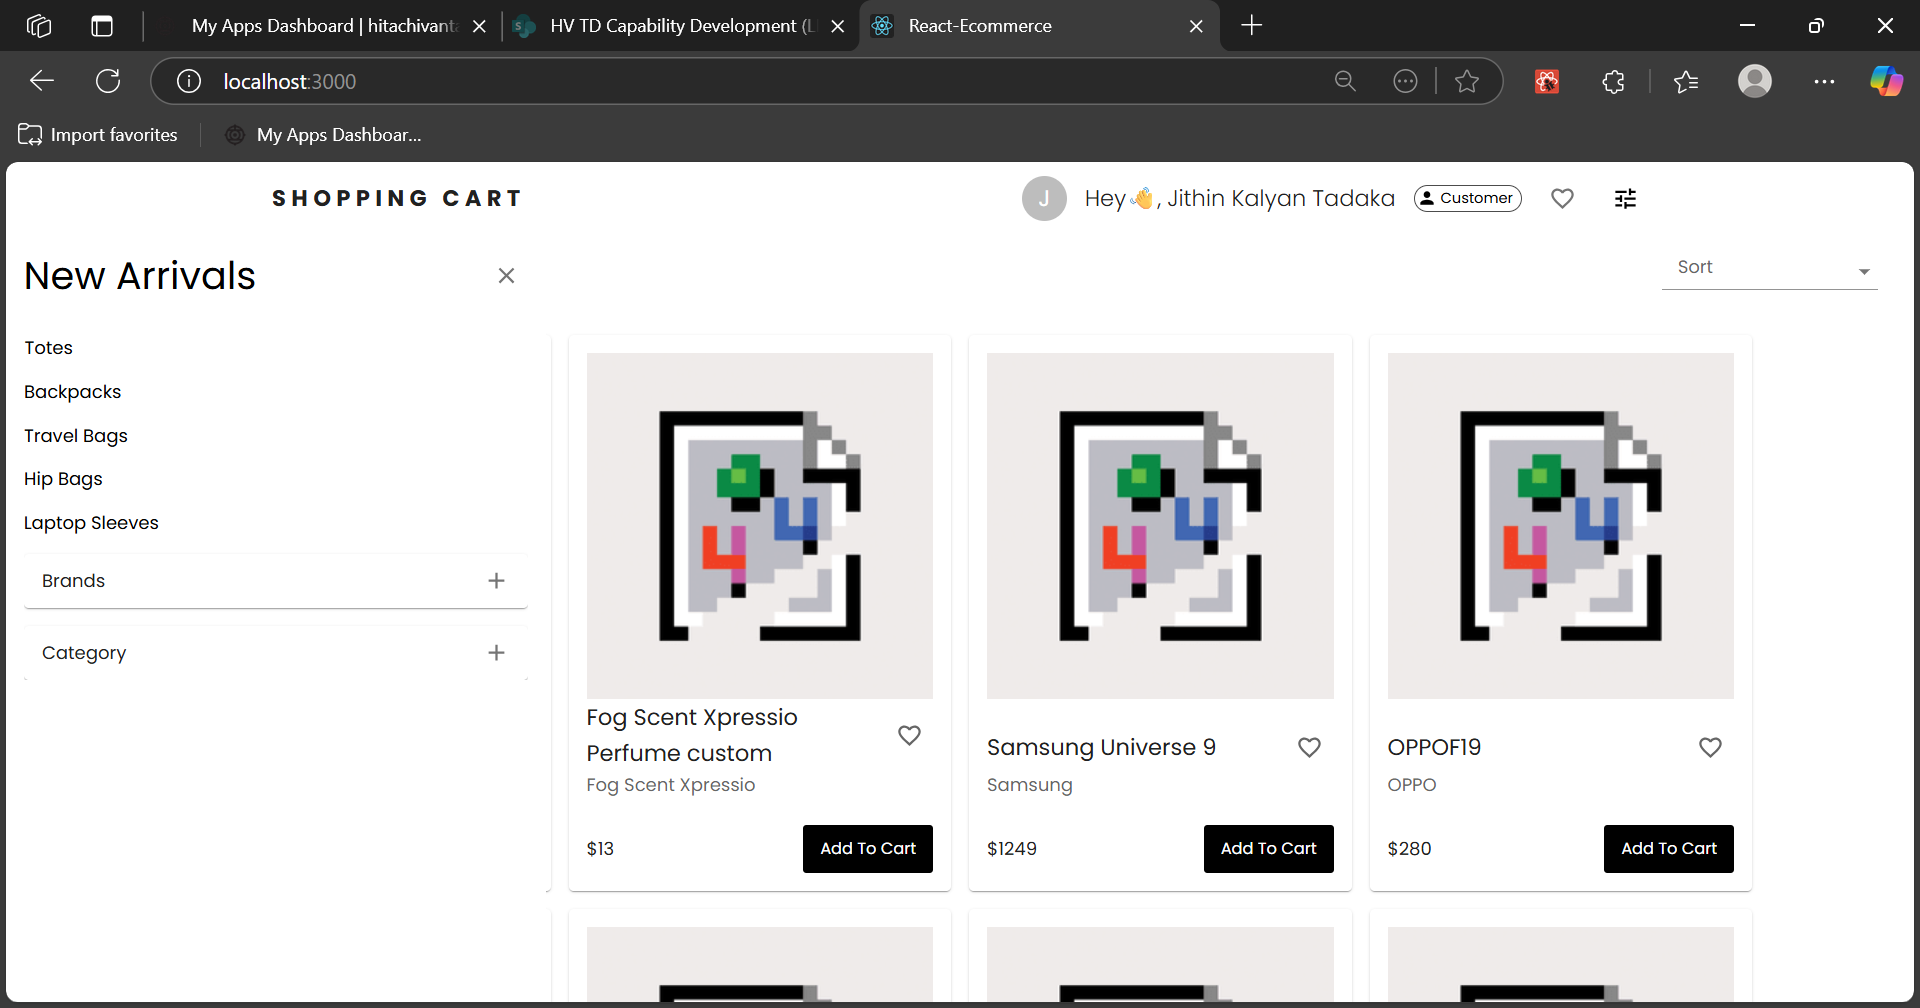 My Apps Dashboard | hitachivanta
HV TD Capability Development (L
React-Ecommerce
localhost:3000
Import favorites
My Apps Dashboar...
SHOPPING CART
J
Hey👋, Jithin Kalyan Tadaka
Customer
New Arrivals
Sort
Totes
Backpacks
Travel Bags
Hip Bags
Laptop Sleeves
Brands
Category
Fog Scent Xpressio
Perfume custom
Fog Scent Xpressio
$13
Add To Cart
Samsung Universe 9
Samsung
$1249
Add To Cart
OPPOF19
OPPO
$280
Add To Cart